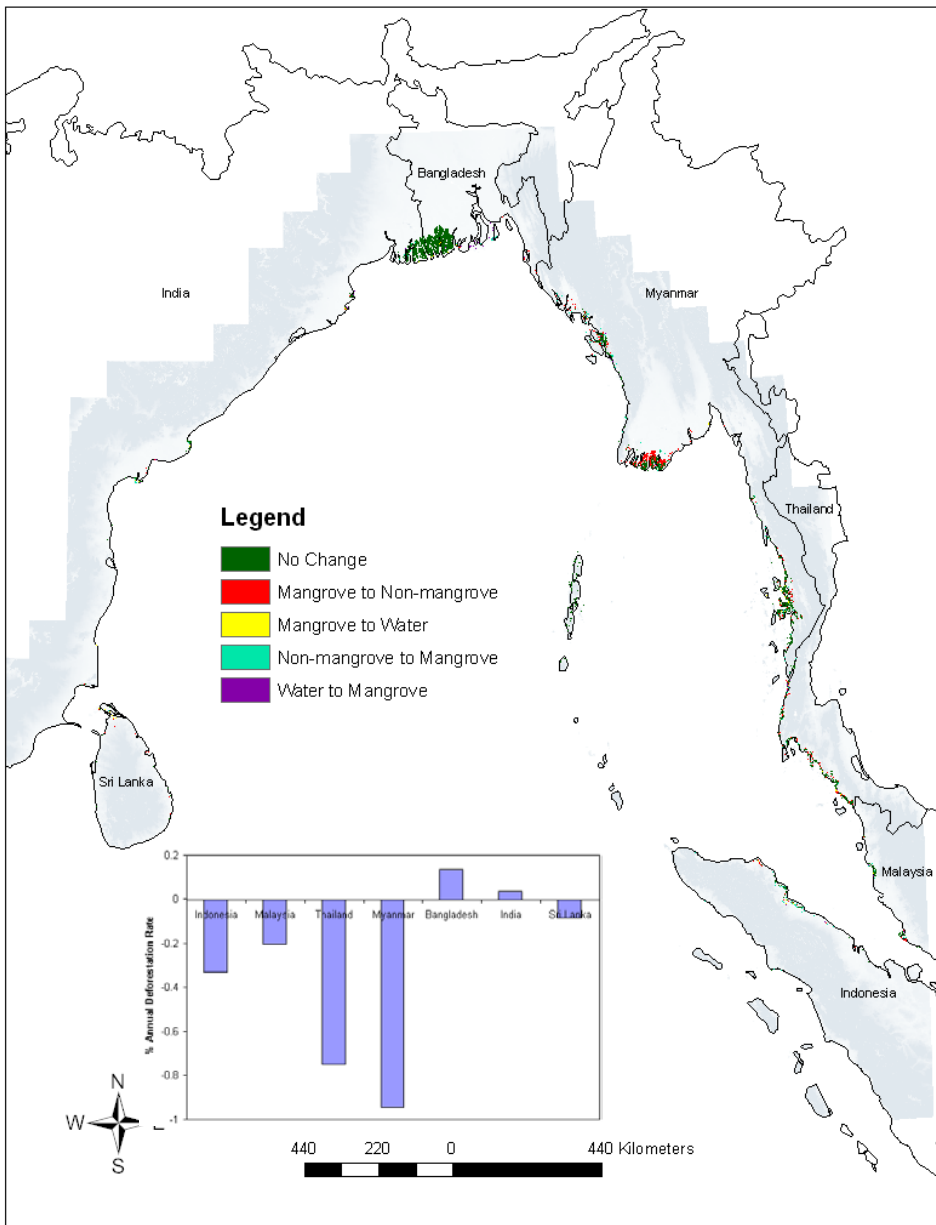 Bangladesh
India
Myanmar
Thailand
Legend
No Change
Mangrove to Non-mangrove
Mangrove to Water
Non-mangrove to Mangrove
Water to Mangrove
Sri Lanka
Malaysia
Indonesia
% Annual Deforestation Rate
0.2
0
-0.2
-0.4
-0.6
-0.8
-1
Indonesia
Malaysia
Thailand
Myanmar
Bangladesh
India
Sri Lanka
N
W
E
S
440 220 0 440 Kilometers